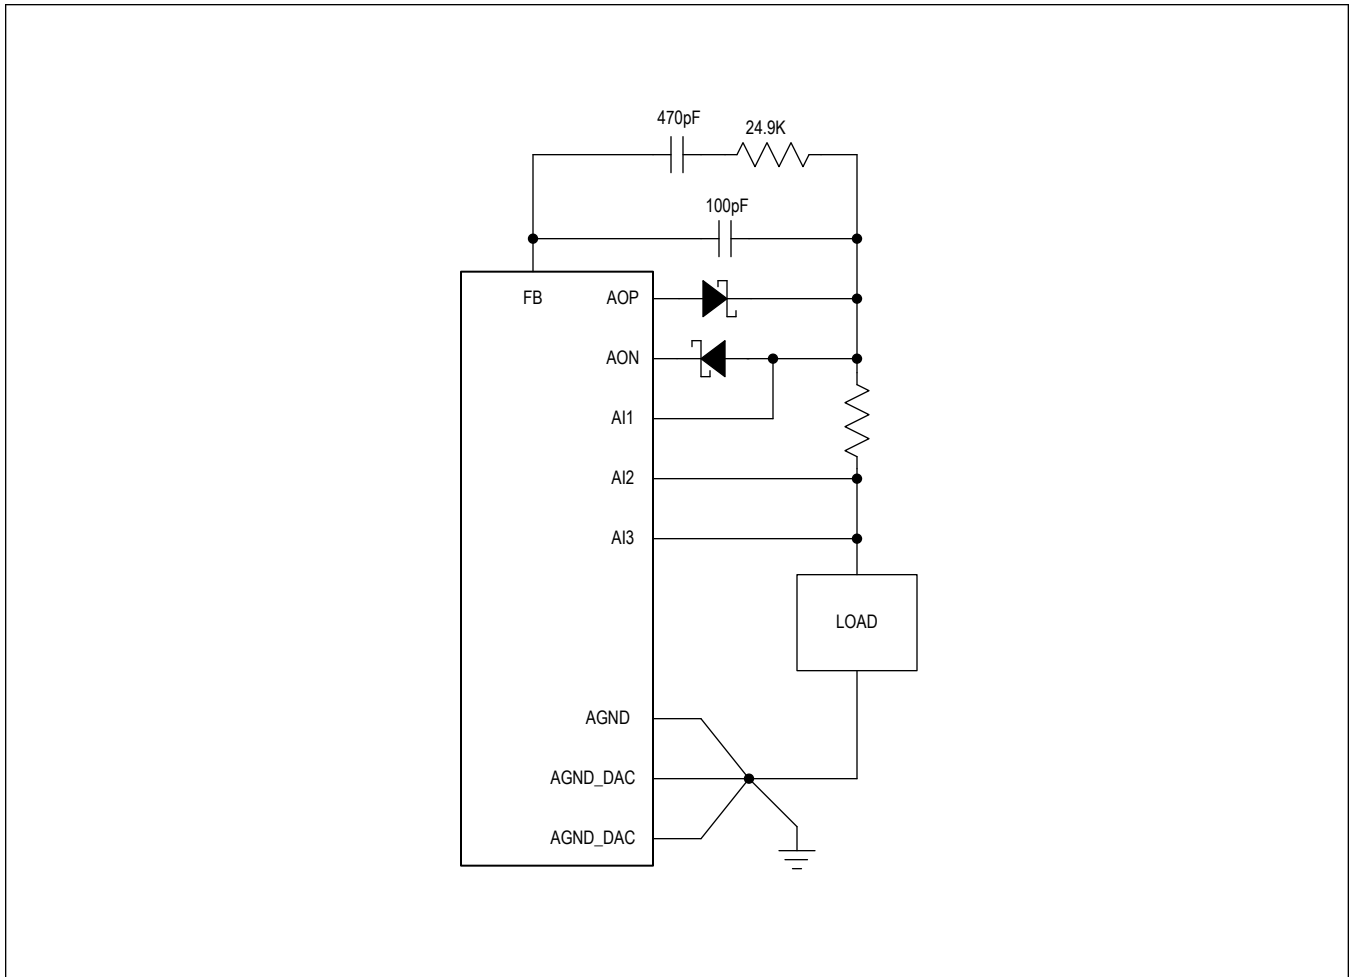 470pF
24.9K
100pF
FB
AOP
AON
AI1
AI2
AI3
LOAD
AGND
AGND_DAC
AGND_DAC